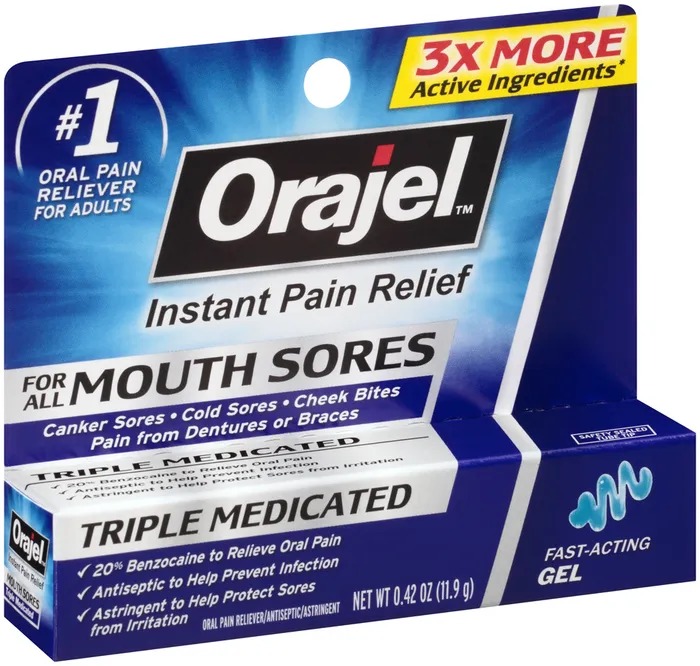 3X MORE
Active Ingredients*
#1
ORAL PAIN
RELIEVER
FOR ADULTS
Orajel™
Instant Pain Relief
FOR ALL MOUTH SORES
Canker Sores • Cold Sores • Cheek Bites
Pain from Dentures or Braces
TRIPLE MEDICATED
✓ 20% Benzocaine to Relieve Oral Pain
✓ Antiseptic to Help Prevent Infection
✓ Astringent to Help Protect Sores from Irritation
SAFETY SEALED
TUBE TIP
TRIPLE MEDICATED
✓ 20% Benzocaine to Relieve Oral Pain
✓ Antiseptic to Help Prevent Infection
✓ Astringent to Help Protect Sores
from Irritation
ORAL PAIN RELIEVER/ANTISEPTIC/ASTRINGENT
NET WT 0.42 OZ (11.9 g)
FAST-ACTING
GEL
Orajel
Instant Pain Relief
MOUTH SORES
Triple Medicated